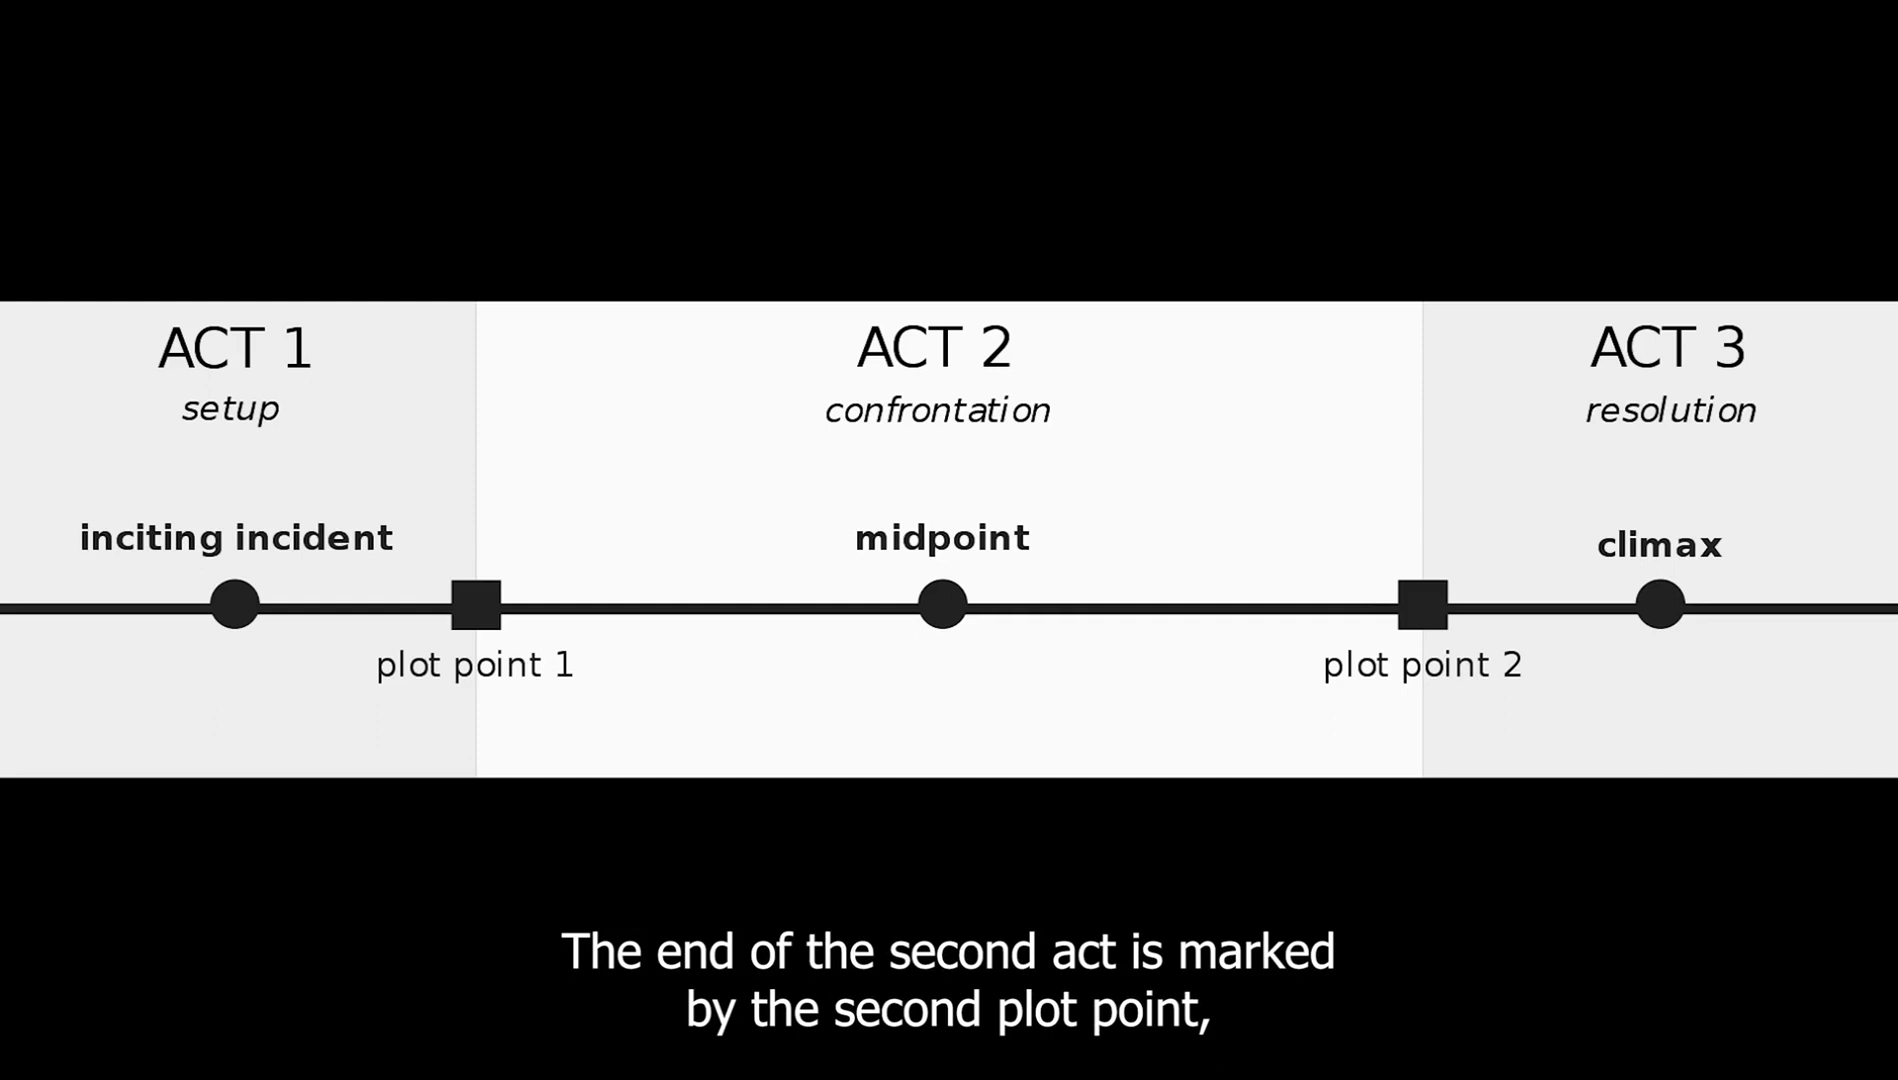 ACT 1
setup
inciting incident
plot point 1
ACT 2
confrontation
midpoint
plot point 2
ACT 3
resolution
climax
The end of the second act is marked
by the second plot point,